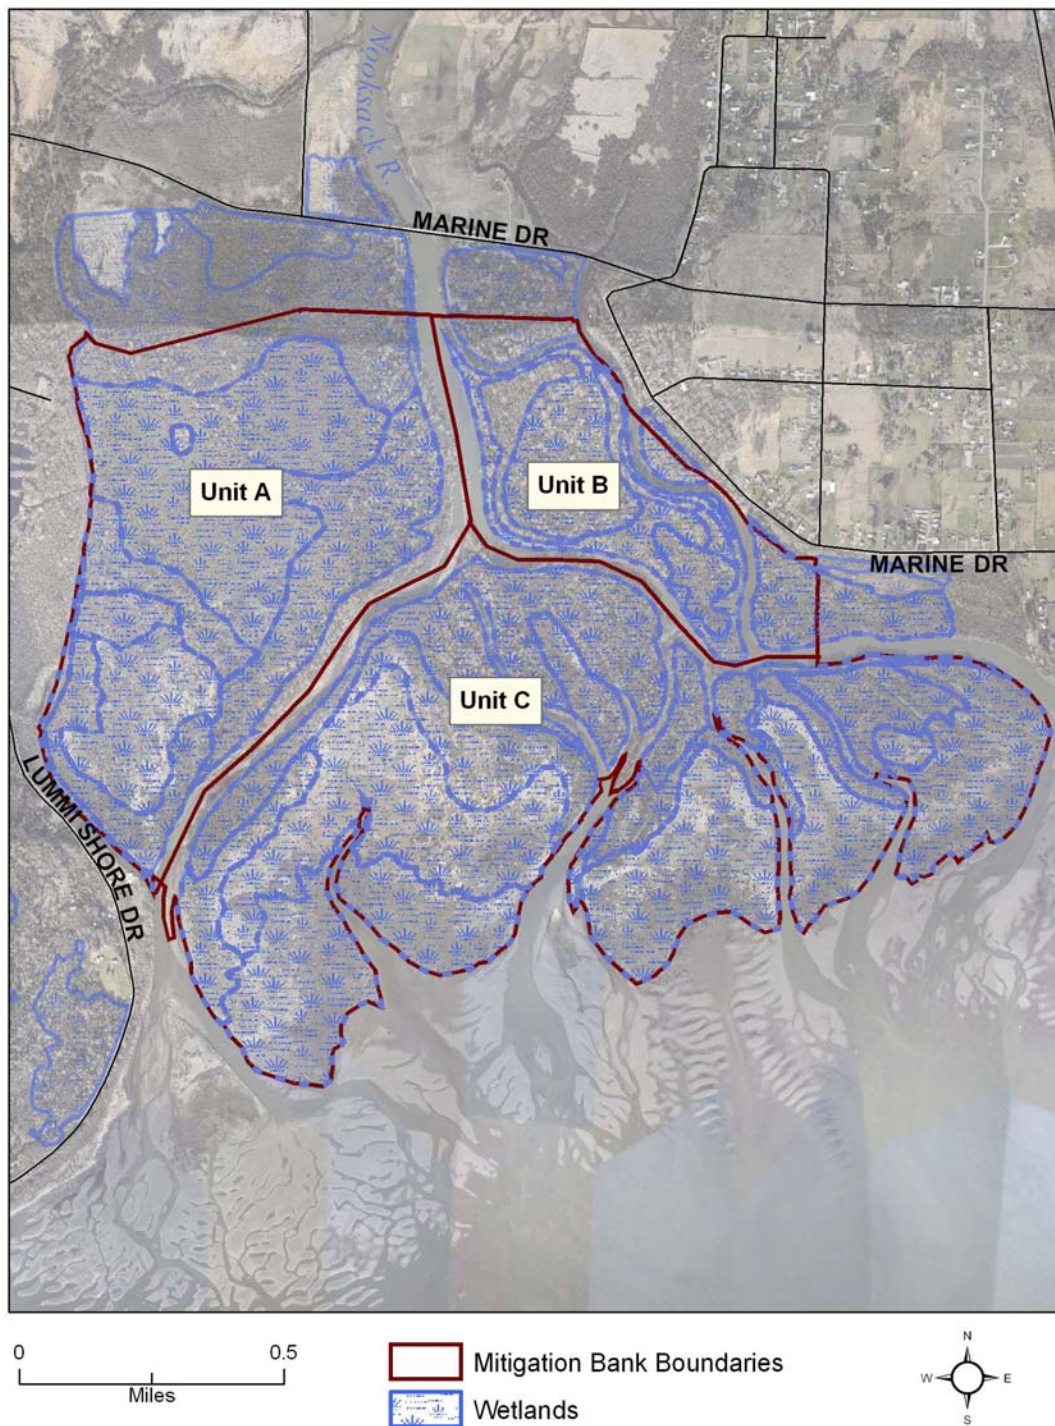 Nooksack R.
MARINE DR
Unit A
Unit B
MARINE DR
Unit C
LUMMI SHORE DR
0 0.5
Miles
Mitigation Bank Boundaries
Wetlands
N
W E
S